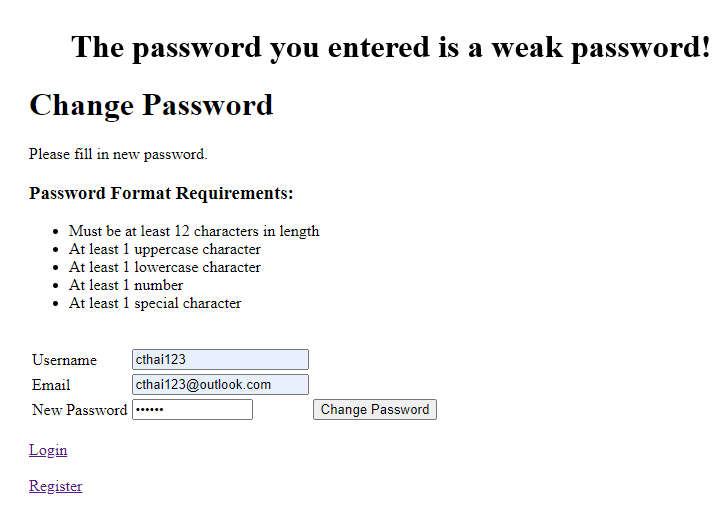 The password you entered is a weak password!
Change Password
Please fill in new password.
Password Format Requirements:
• Must be at least 12 characters in length
• At least 1 uppercase character
• At least 1 lowercase character
• At least 1 number
• At least 1 special character
Username cthai123
Email cthai123@outlook.com
New Password •••••• Change Password
Login
Register